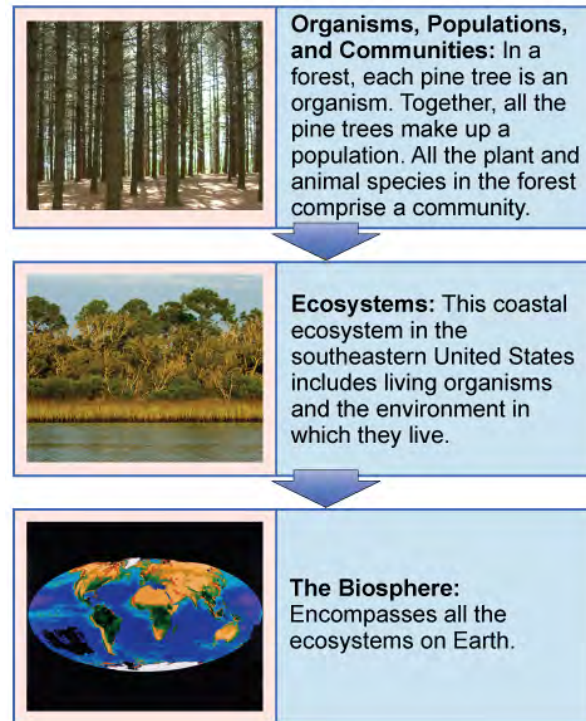 Organisms, Populations,
and Communities: In a
forest, each pine tree is an
organism. Together, all the
pine trees make up a
population. All the plant and
animal species in the forest
comprise a community.
Ecosystems: This coastal
ecosystem in the
southeastern United States
includes living organisms
and the environment in
which they live.
The Biosphere:
Encompasses all the
ecosystems on Earth.